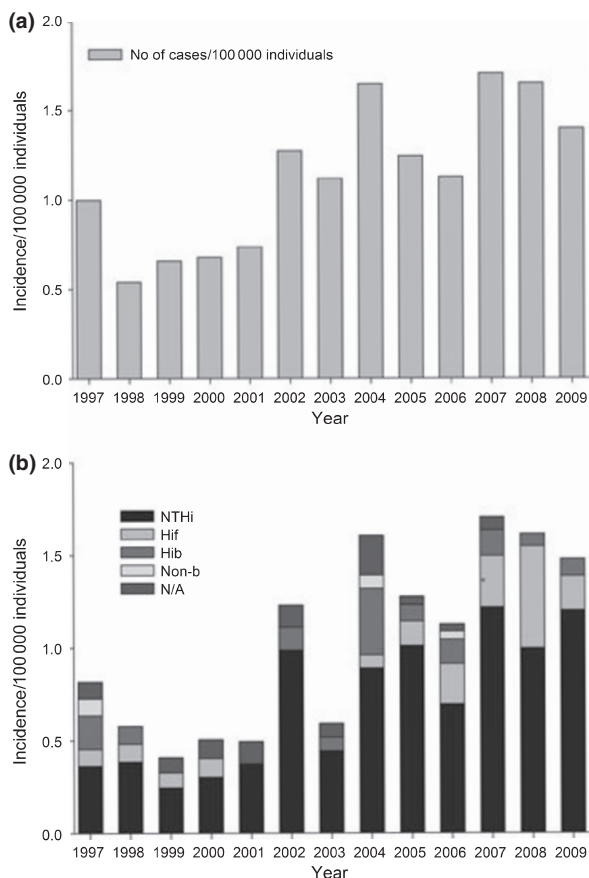 (a)
2.0
No of cases/100 000 individuals
1.5
1.0
0.5
0.0
Incidence/100 000 individuals
1997 1998 1999 2000 2001 2002 2003 2004 2005 2006 2007 2008 2009
Year
(b)
2.0
NTHi
Hif
1.5
Hib
Non-b
N/A
1.0
0.5
0.0
Incidence/100 000 individuals
1997 1998 1999 2000 2001 2002 2003 2004 2005 2006 2007 2008 2009
Year